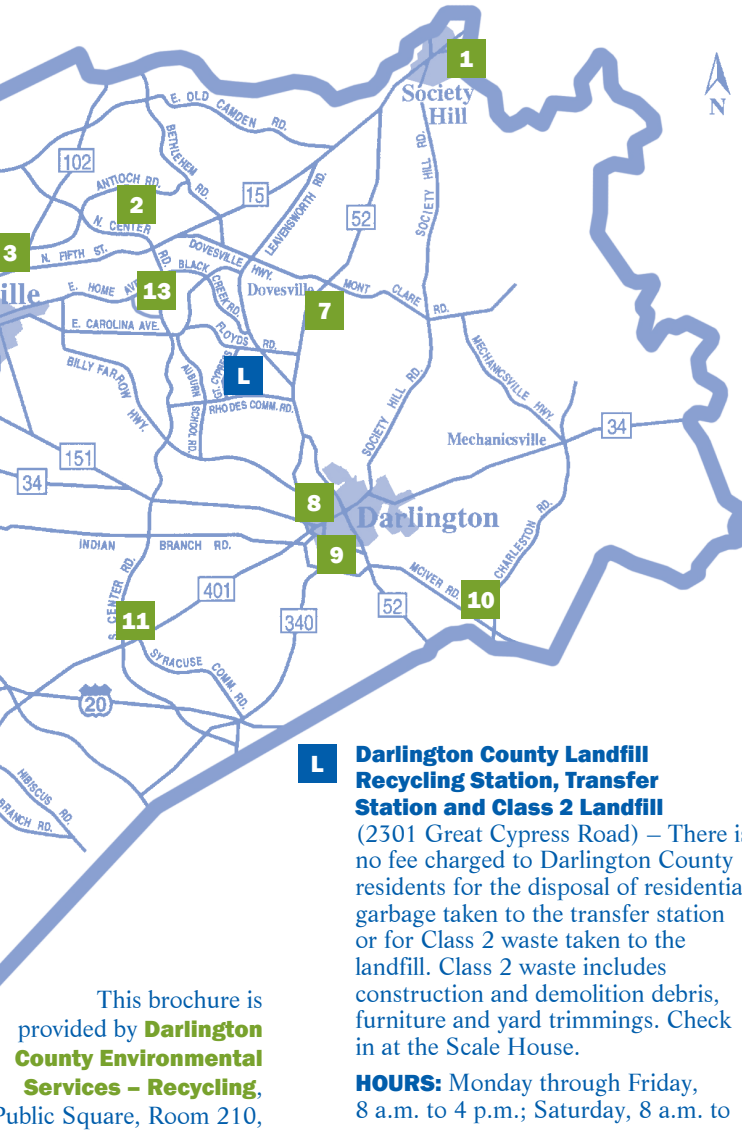 1
Society
Hill
N
E. OLD CAMDEN RD.
BETHLEHEM RD.
102
ANTIOCH RD.
2
15
LEAVENSWORTH RD.
52
SOCIETY HILL RD.
N. CENTER RD.
3
N. FIFTH ST.
DOVESVILLE HWY.
BLACK CREEK RD.
Dovesville
MONT CLARE RD.
ille
E. HOME AVE.
13
7
E. CAROLINA AVE.
FLOYDS RD.
MECHANICSVILLE HWY.
BILLY FARROW HWY.
AUBURN SCHOOL RD.
GT. CYPRESS
L
RHODES COMM. RD.
SOCIETY HILL RD.
Mechanicsville
34
151
34
8
Darlington
INDIAN BRANCH RD.
9
CHARLESTON RD.
MCIVER RD.
S. CENTER RD.
401
52
10
11
340
SYRACUSE COMM. RD.
20
HIBISCUS RD.
BRANCH RD.
L
Darlington County Landfill
Recycling Station, Transfer
Station and Class 2 Landfill
(2301 Great Cypress Road) – There is
no fee charged to Darlington County
residents for the disposal of residentia
garbage taken to the transfer station
or for Class 2 waste taken to the
landfill. Class 2 waste includes
construction and demolition debris,
furniture and yard trimmings. Check
in at the Scale House.
HOURS: Monday through Friday,
8 a.m. to 4 p.m.; Saturday, 8 a.m. to
This brochure is
provided by Darlington
County Environmental
Services – Recycling,
Public Square, Room 210,